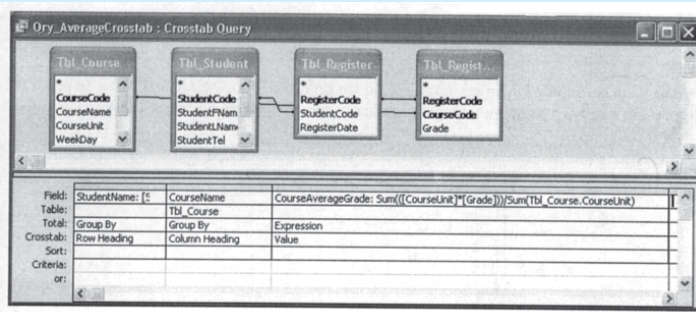 Qry_AverageCrosstab : Crosstab Query
Tbl_Course
*
CourseCode
CourseName
CourseUnit
WeekDay
Tbl_Student
*
StudentCode
StudentFNam
StudentLNam
StudentTel
Tbl_Register
*
RegisterCode
StudentCode
RegisterDate
Tbl_Regist...
*
RegisterCode
CourseCode
Grade
Field: StudentName: [S CourseName CourseAverageGrade: Sum(([CourseUnit]*[Grade]))/Sum(Tbl_Course.CourseUnit)
Table: Tbl_Course
Total: Group By Group By Expression
Crosstab: Row Heading Column Heading Value
Sort:
Criteria:
or: